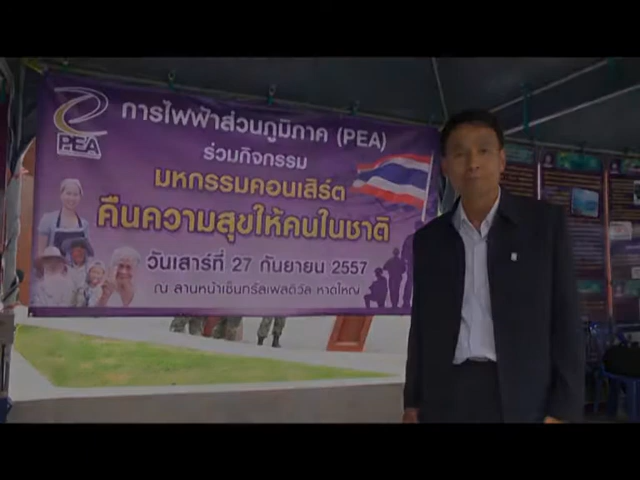 PEA
การไฟฟ้าส่วนภูมิภาค (PEA)
ร่วมกิจกรรม
มหกรรมคอนเสิร์ต
คืนความสุขให้คนในชาติ
วันเสาร์ที่ 27 กันยายน 2557
ณ ลานหน้าเซ็นทรัลเฟสติวัล หาดใหญ่